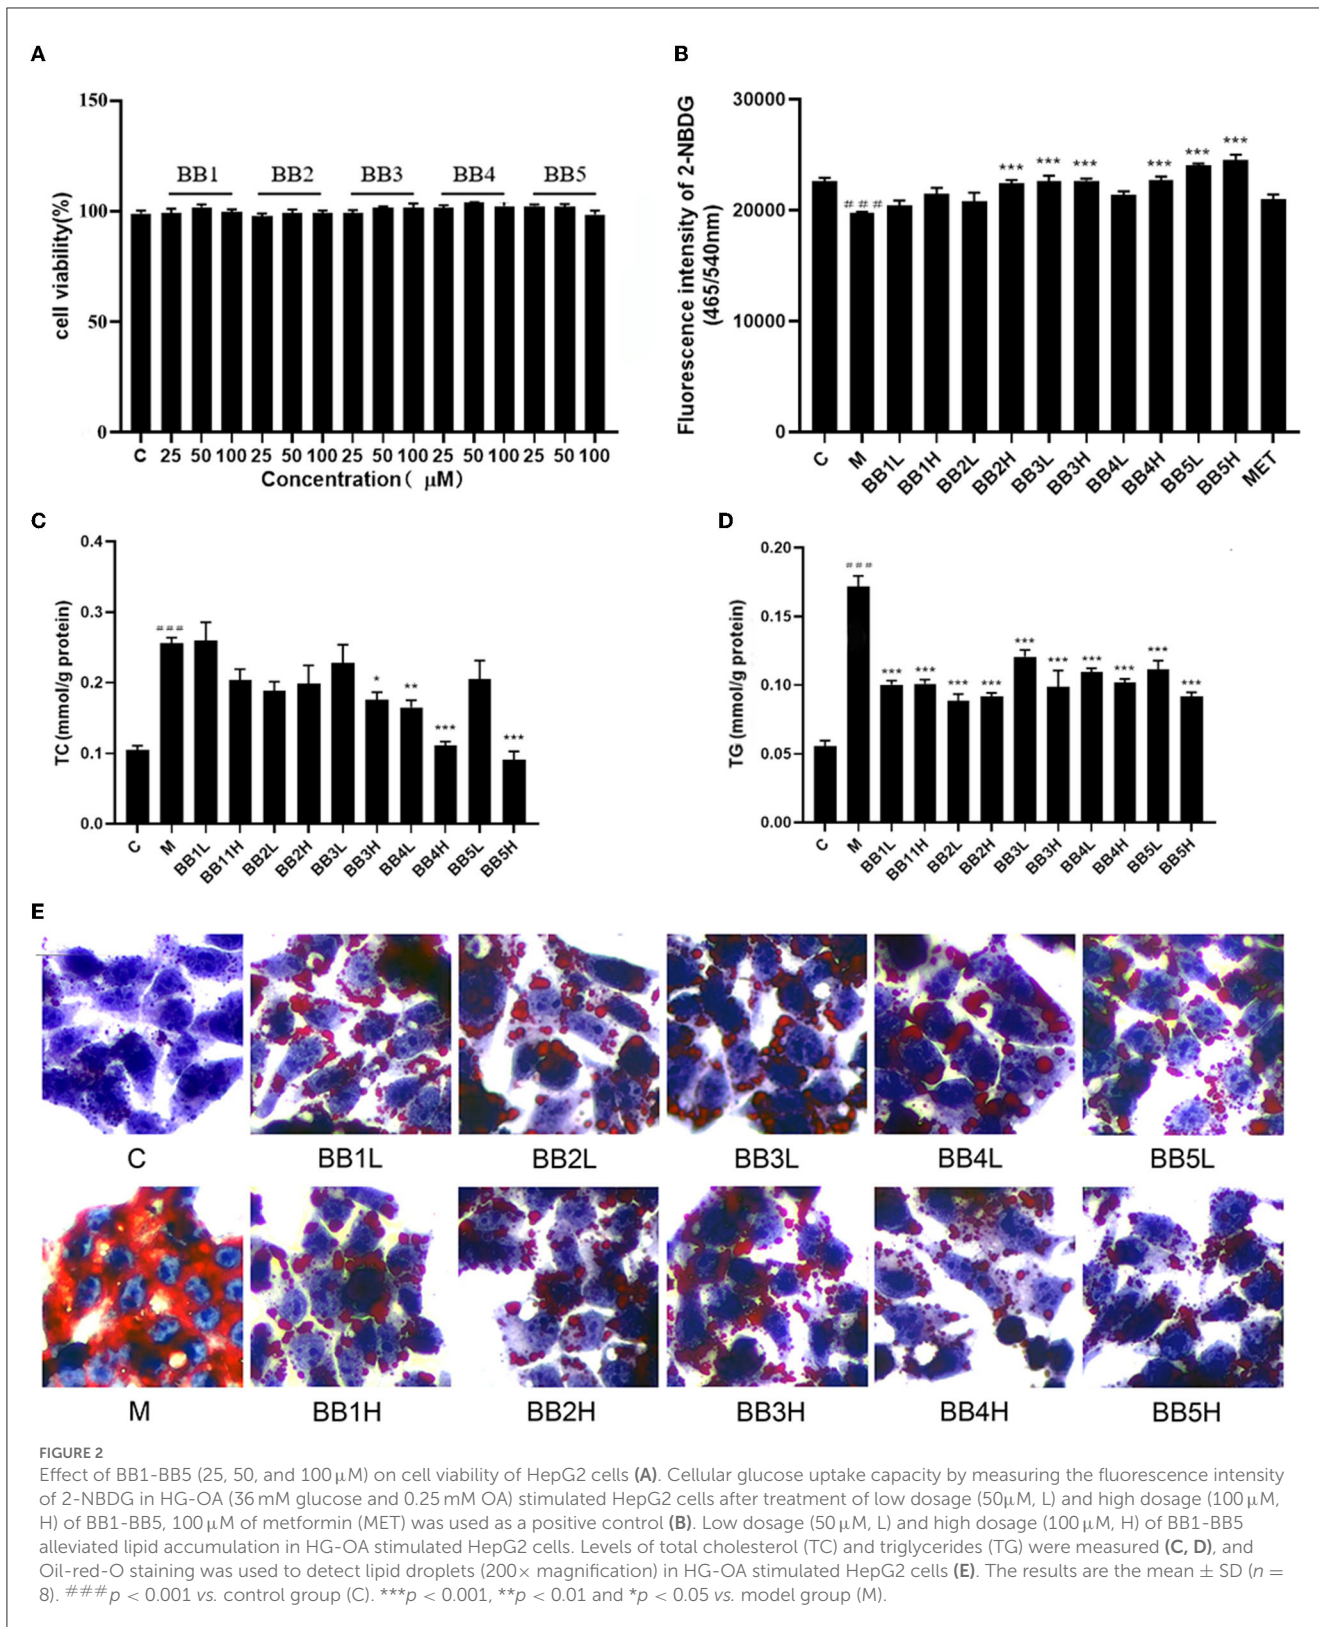 A
150
100
50
0
cell viability(%)
BB1 BB2 BB3 BB4 BB5
C 25 50 100 25 50 100 25 50 100 25 50 100 25 50 100
Concentration( μM)
B
30000
20000
10000
0
Fluorescence intensity of 2-NBDG
(465/540nm)
### *** *** *** *** *** ***
C M BB1L BB1H BB2L BB2H BB3L BB3H BB4L BB4H BB5L BB5H MET
C
0.4
0.3
0.2
0.1
0.0
TC (mmol/g protein)
### * ** *** ***
C M BB1L BB11H BB2L BB2H BB3L BB3H BB4L BB4H BB5L BB5H
D
0.20
0.15
0.10
0.05
0.00
TG (mmol/g protein)
### *** *** *** *** *** *** *** *** *** ***
C M BB1L BB11H BB2L BB2H BB3L BB3H BB4L BB4H BB5L BB5H
E
C BB1L BB2L BB3L BB4L BB5L
M BB1H BB2H BB3H BB4H BB5H
FIGURE 2
Effect of BB1-BB5 (25, 50, and 100 μM) on cell viability of HepG2 cells (A). Cellular glucose uptake capacity by measuring the fluorescence intensity
of 2-NBDG in HG-OA (36 mM glucose and 0.25 mM OA) stimulated HepG2 cells after treatment of low dosage (50μM, L) and high dosage (100 μM,
H) of BB1-BB5, 100 μM of metformin (MET) was used as a positive control (B). Low dosage (50 μM, L) and high dosage (100 μM, H) of BB1-BB5
alleviated lipid accumulation in HG-OA stimulated HepG2 cells. Levels of total cholesterol (TC) and triglycerides (TG) were measured (C, D), and
Oil-red-O staining was used to detect lipid droplets (200× magnification) in HG-OA stimulated HepG2 cells (E). The results are the mean ± SD (n =
8). ###p < 0.001 vs. control group (C). ***p < 0.001, **p < 0.01 and *p < 0.05 vs. model group (M).